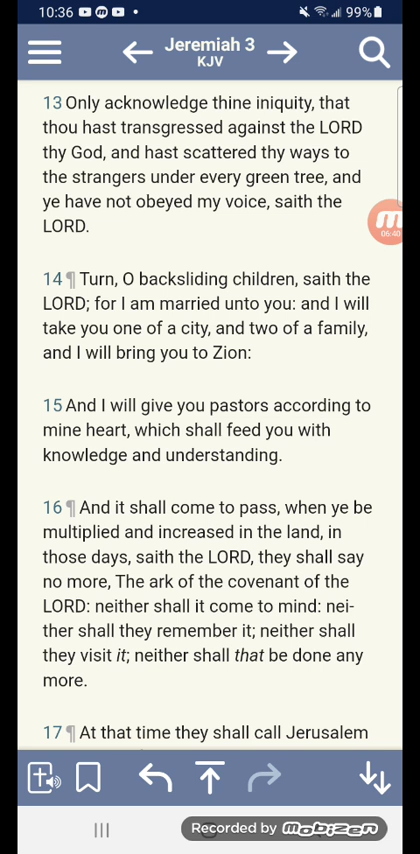 10:36
99%
Jeremiah 3
KJV
13 Only acknowledge thine iniquity, that
thou hast transgressed against the LORD
thy God, and hast scattered thy ways to
the strangers under every green tree, and
ye have not obeyed my voice, saith the
LORD.
06:40
14 ¶ Turn, O backsliding children, saith the
LORD; for I am married unto you: and I will
take you one of a city, and two of a family,
and I will bring you to Zion:
15 And I will give you pastors according to
mine heart, which shall feed you with
knowledge and understanding.
16 ¶ And it shall come to pass, when ye be
multiplied and increased in the land, in
those days, saith the LORD, they shall say
no more, The ark of the covenant of the
LORD: neither shall it come to mind: nei-
ther shall they remember it; neither shall
they visit it; neither shall that be done any
more.
17 ¶ At that time they shall call Jerusalem
Recorded by mobizen